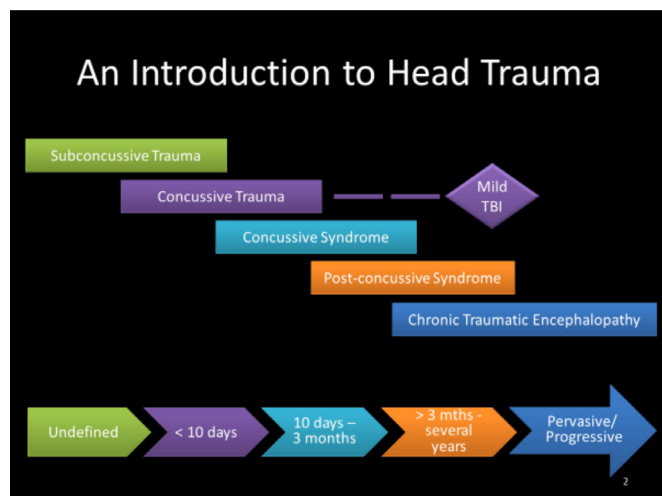 An Introduction to Head Trauma
Subconcussive Trauma
Concussive Trauma
Mild
TBI
Concussive Syndrome
Post-concussive Syndrome
Chronic Traumatic Encephalopathy
Undefined
< 10 days
10 days –
3 months
> 3 mths -
several
years
Pervasive/
Progressive
2